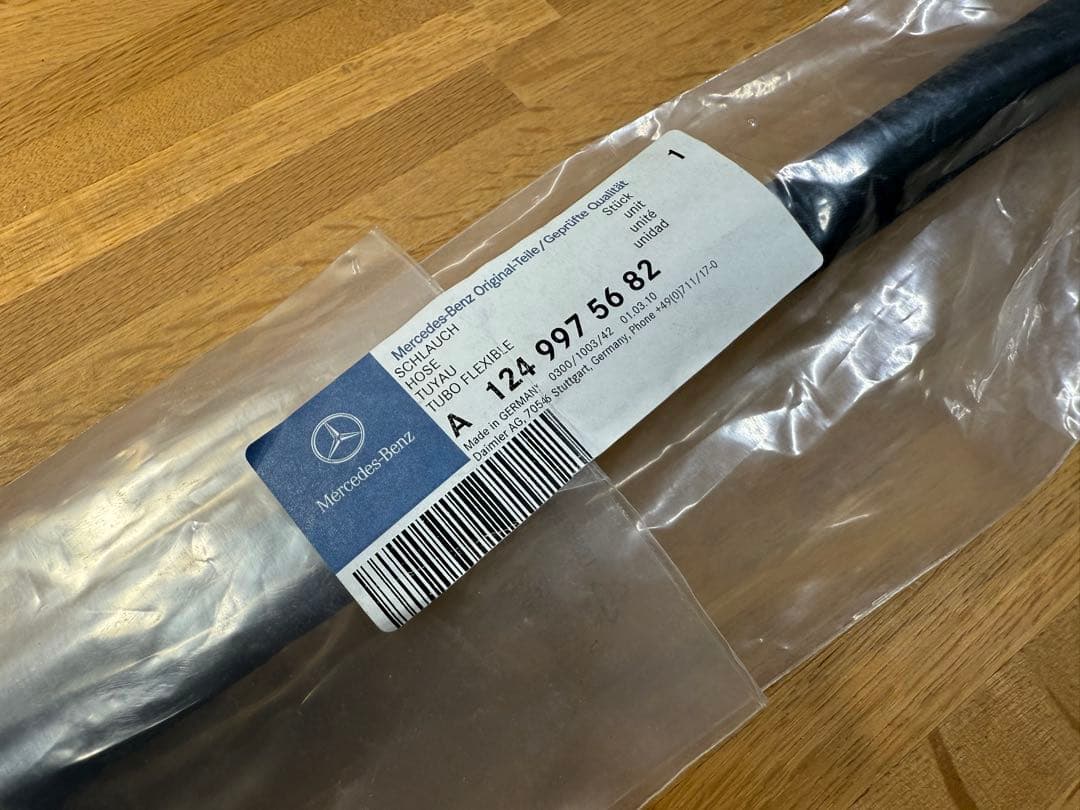 Mercedes-Benz
Mercedes-Benz Original-Teile / Geprüfte Qualität
SCHLAUCH
HOSE
TUYAU
TUBO FLEXIBLE
1
Stück
unit
unité
unidad
A 124 997 56 82
Made in GERMANY 0300/1003/42 01.03.10
Daimler AG, 70546 Stuttgart, Germany, Phone +49(0)711/17-0